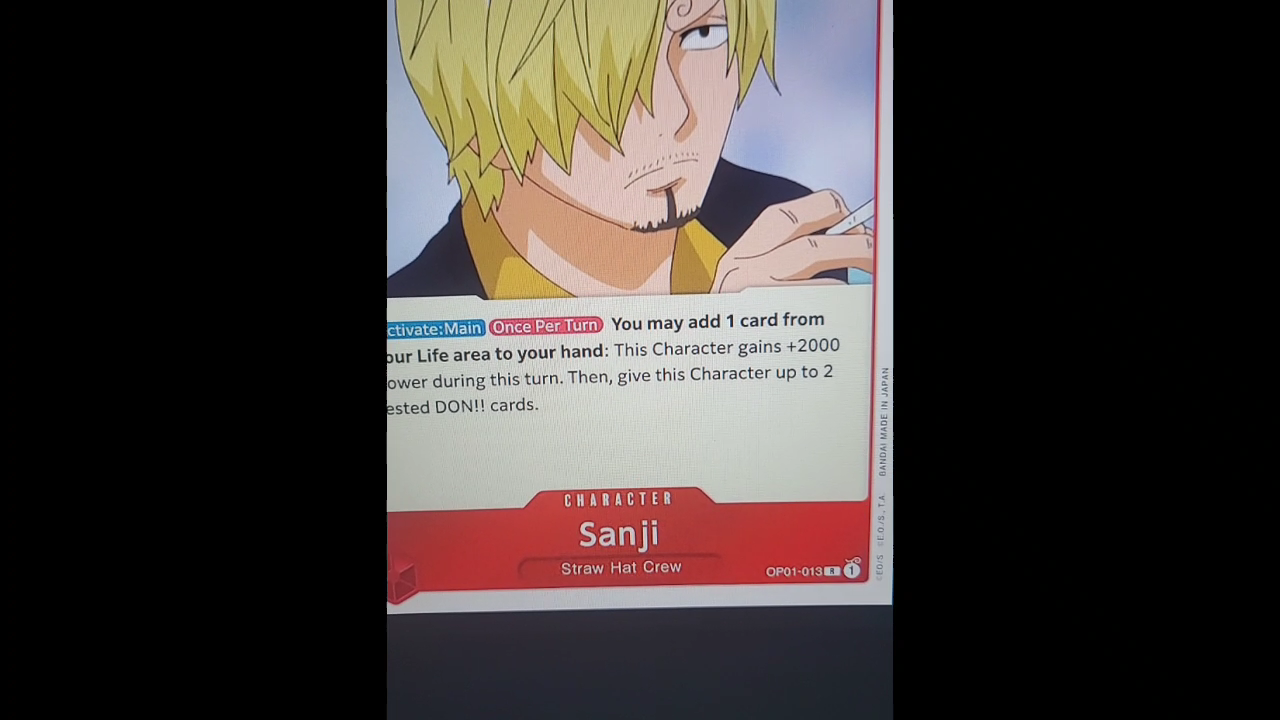 ctivate:Main Once Per Turn You may add 1 card from
our Life area to your hand: This Character gains +2000
ower during this turn. Then, give this Character up to 2
ested DON!! cards.
CHARACTER
Sanji
Straw Hat Crew
OP01-013 R 1
©E.O/S ©E.O./S.,T.A. BANDAI MADE IN JAPAN